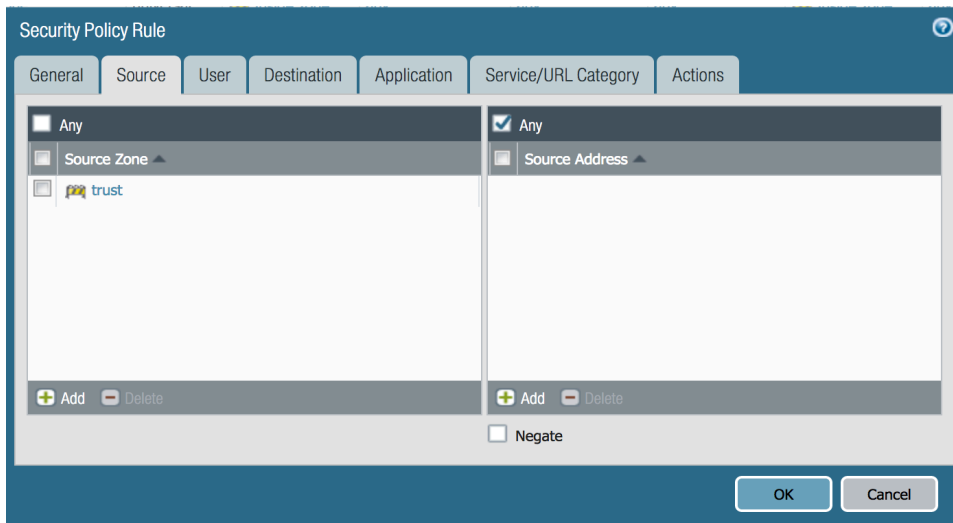 Security Policy Rule
General Source User Destination Application Service/URL Category Actions
Any
Source Zone
trust
Add Delete
Any
Source Address
Add Delete
Negate
OK Cancel